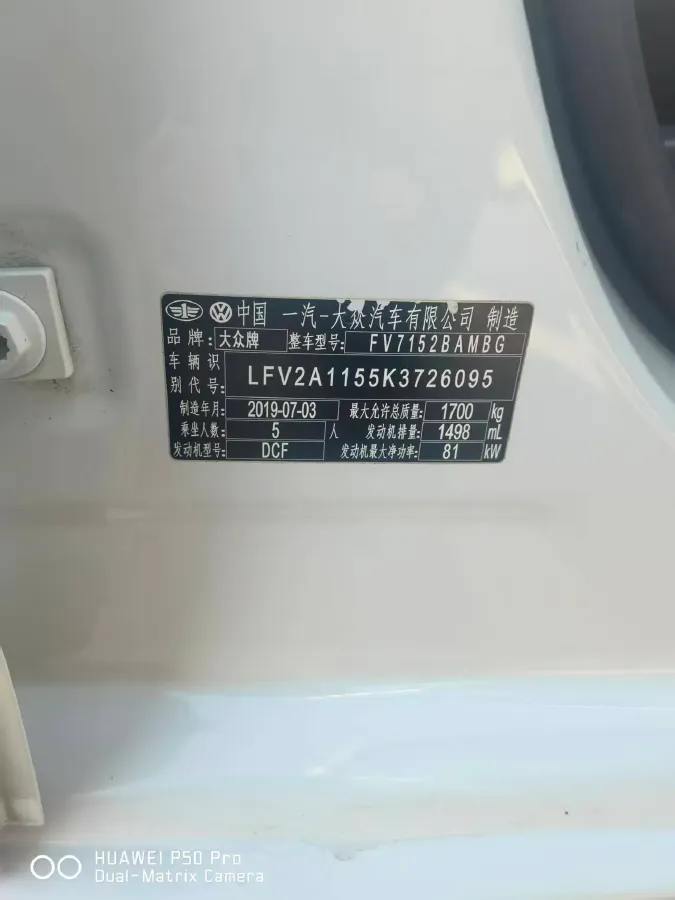 中国 一汽-大众汽车有限公司 制造
品牌: 大众牌 整车型号: FV7152BAMBG
车辆识别代号: LFV2A1155K3726095
制造年月: 2019-07-03 最大允许总质量: 1700 kg
乘坐人数: 5 人 发动机排量: 1498 mL
发动机型号: DCF 发动机最大净功率: 81 kW
HUAWEI P50 Pro
Dual-Matrix Camera